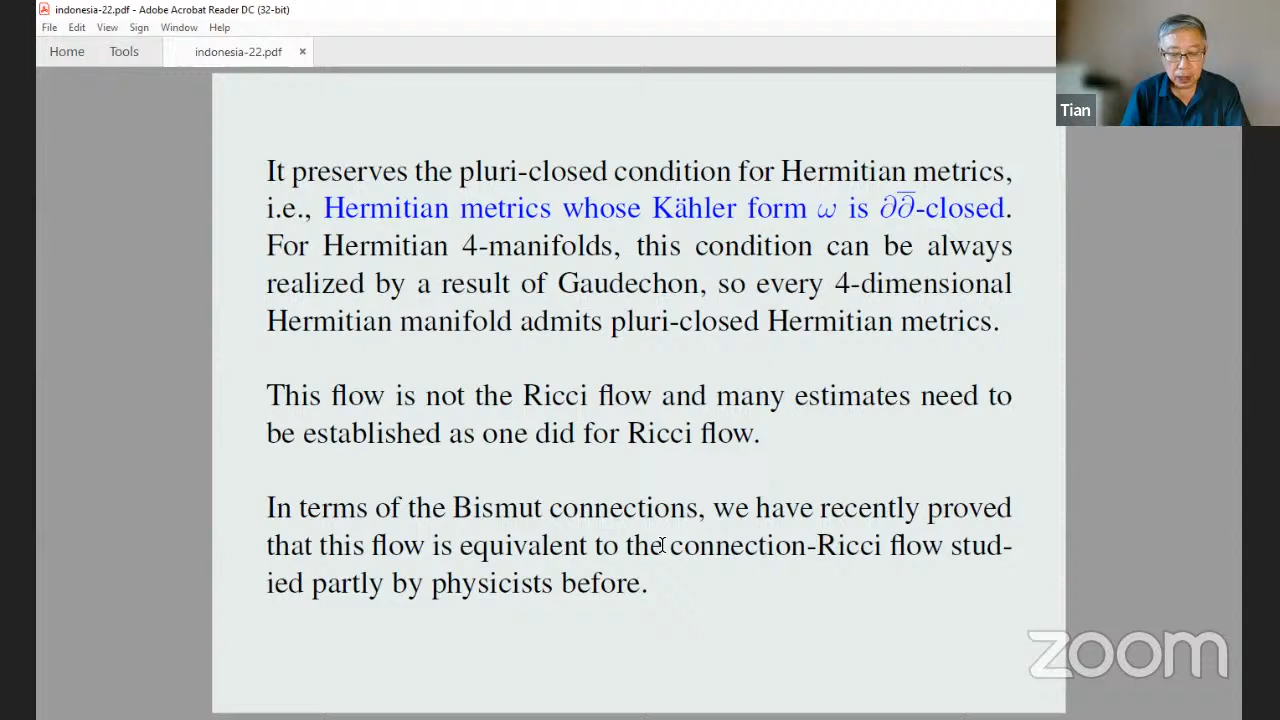 indonesia-22.pdf - Adobe Acrobat Reader DC (32-bit)
File Edit View Sign Window Help
Home Tools indonesia-22.pdf ×
Tian
It preserves the pluri-closed condition for Hermitian metrics,
i.e., Hermitian metrics whose Kähler form ω is ∂∂̅-closed.
For Hermitian 4-manifolds, this condition can be always
realized by a result of Gaudechon, so every 4-dimensional
Hermitian manifold admits pluri-closed Hermitian metrics.
This flow is not the Ricci flow and many estimates need to
be established as one did for Ricci flow.
In terms of the Bismut connections, we have recently proved
that this flow is equivalent to the connection-Ricci flow stud-
ied partly by physicists before.
zoom